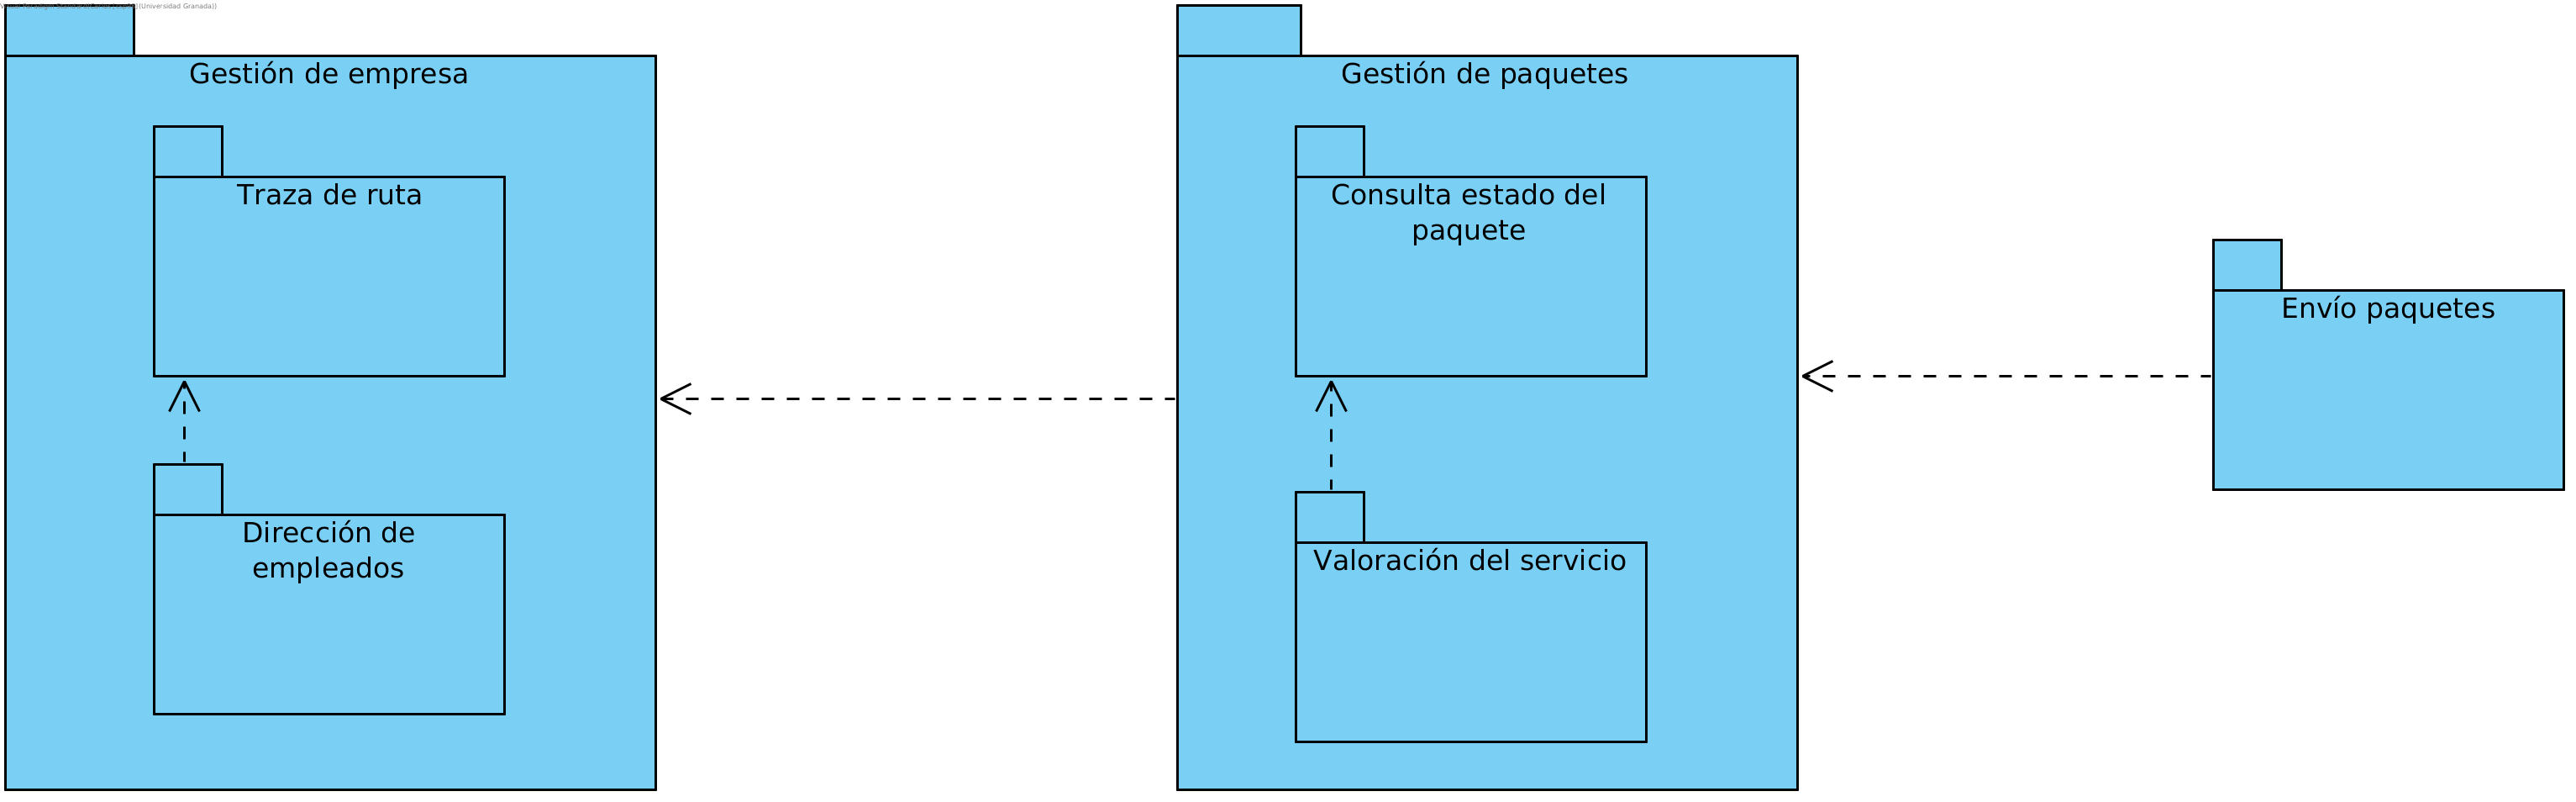 (Universidad Granada))
Gestión de empresa
Traza de ruta
Dirección de
empleados
Gestión de paquetes
Consulta estado del
paquete
Valoración del servicio
Envío paquetes